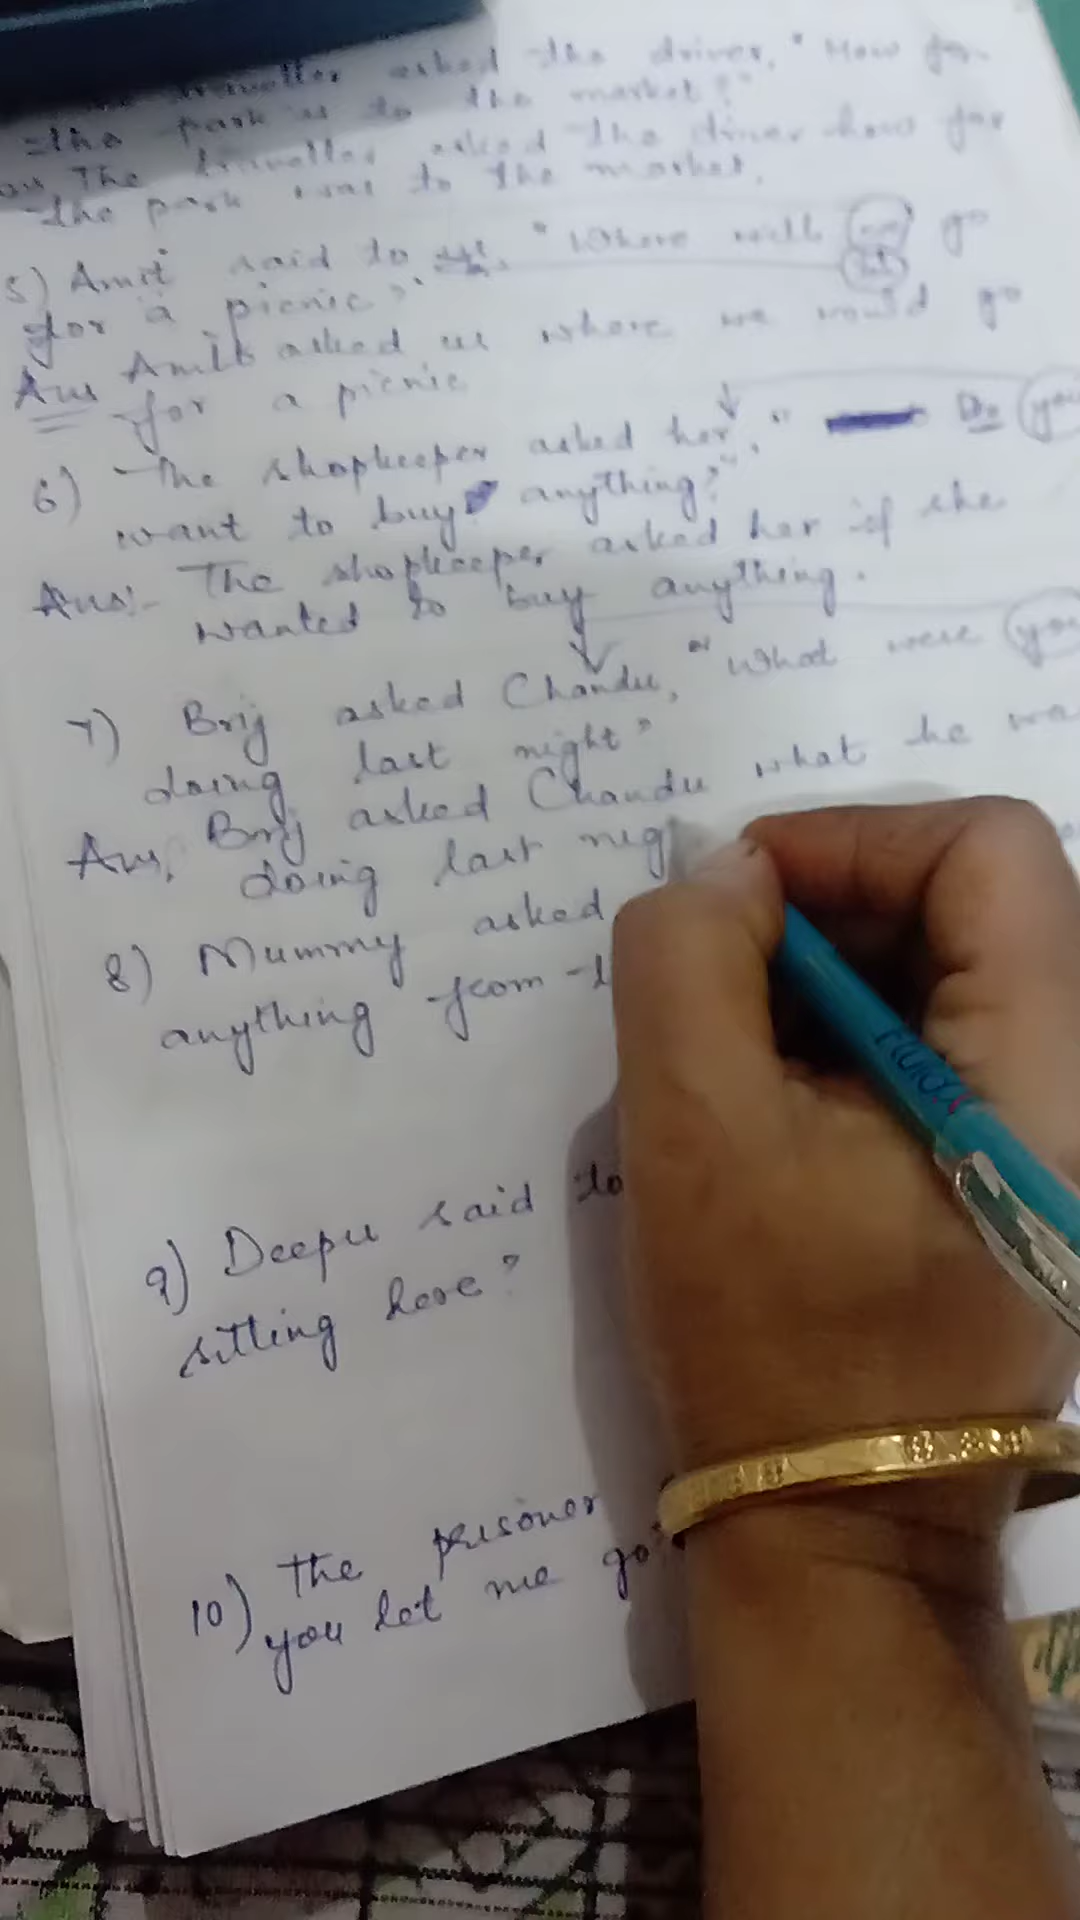 traveller asked the driver, " How far
the park is to the market?"
The traveller asked the driver how far
the park was to the market.
5) Amit said to us, "Where will we go
for a picnic?"
Ans Amit asked us where we would go
for a picnic
6) The shopkeeper asked her, " Do you
want to buy anything?"
Ans:- The shopkeeper asked her if she
wanted to buy anything.
7) Brij asked Chandu, "What were you
doing last night"
Ans, Brij asked Chandu what he
doing last
8) Mummy asked
anything from
9) Deepu said to
sitting here?
10) The prisoner
you let me go"
Fluidx